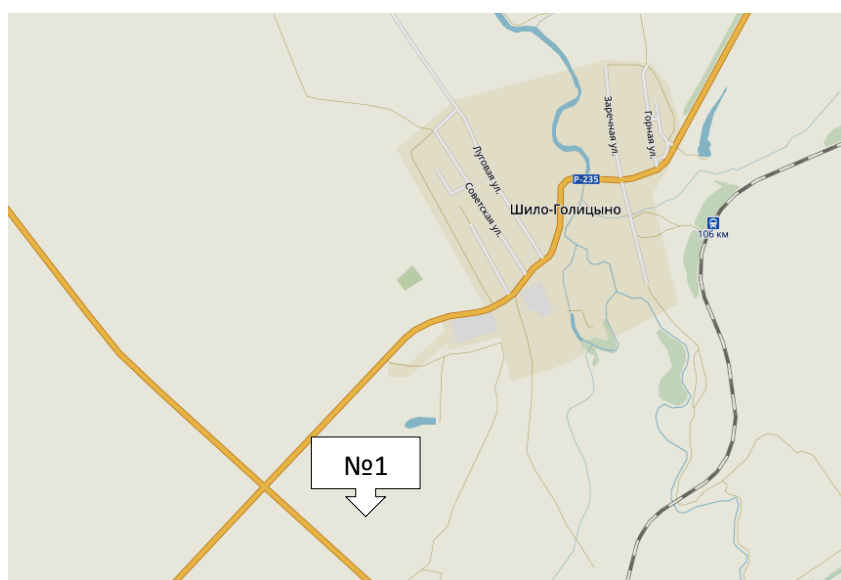 Заречная ул.
Горная ул.
Луговая ул.
Советская ул.
Р-235
Шило-Голицыно
106 км
№1